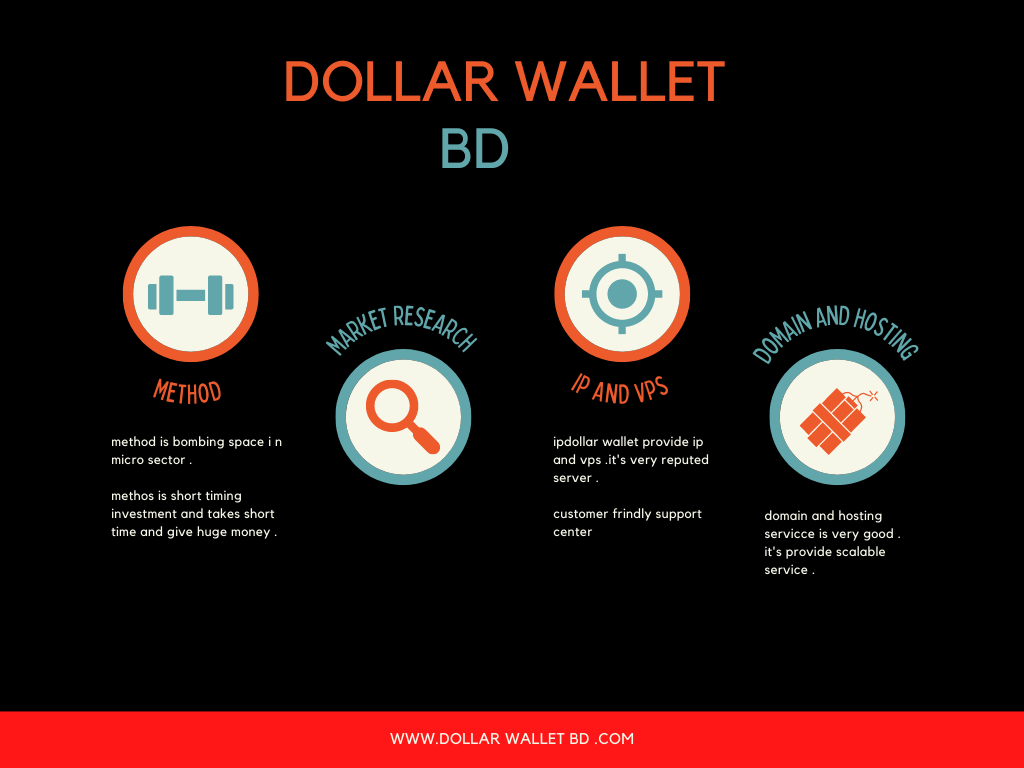 DOLLAR WALLET
BD
METHOD
method is bombing space i n
micro sector .
methos is short timing
investment and takes short
time and give huge money .
MARKET RESEARCH
IP AND VPS
ipdollar wallet provide ip
and vps .it's very reputed
server .
customer frindly support
center
DOMAIN AND HOSTING
domain and hosting
servicce is very good .
it's provide scalable
service .
WWW.DOLLAR WALLET BD .COM